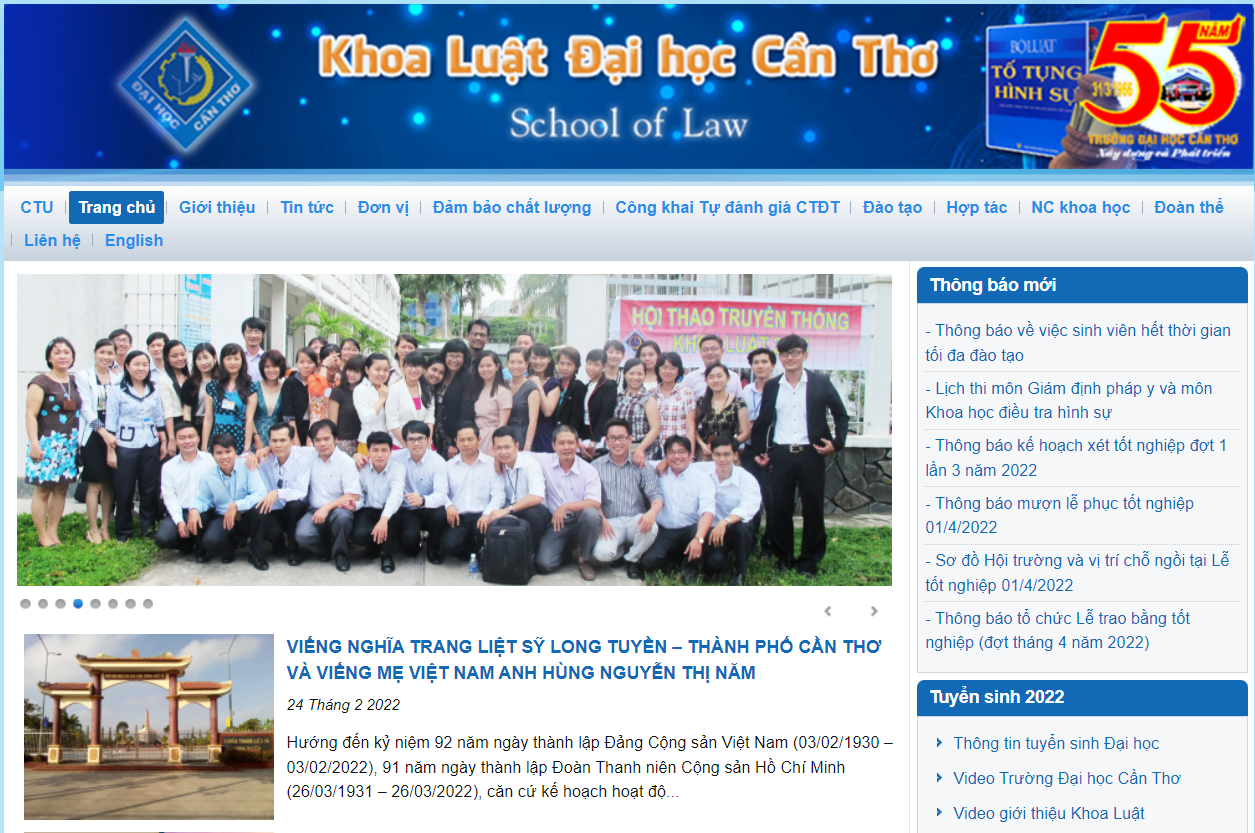 Khoa Luật Đại học Cần Thơ
School of Law
ĐẠI HỌC CẦN THƠ
BỘ LUẬT
TỐ TỤNG
HÌNH SỰ
55
NĂM
31/3/1966
TRƯỜNG ĐẠI HỌC CẦN THƠ
Xây dựng và Phát triển
CTU | Trang chủ | Giới thiệu | Tin tức | Đơn vị | Đảm bảo chất lượng | Công khai Tự đánh giá CTĐT | Đào tạo | Hợp tác | NC khoa học | Đoàn thể
| Liên hệ | English
HỘI THAO TRUYỀN THỐNG
KHOA LUẬT
VIẾNG NGHĨA TRANG LIỆT SỸ LONG TUYỀN – THÀNH PHỐ CẦN THƠ
VÀ VIẾNG MẸ VIỆT NAM ANH HÙNG NGUYỄN THỊ NĂM
24 Tháng 2 2022
Hướng đến kỷ niệm 92 năm ngày thành lập Đảng Cộng sản Việt Nam (03/02/1930 –
03/02/2022), 91 năm ngày thành lập Đoàn Thanh niên Cộng sản Hồ Chí Minh
(26/03/1931 – 26/03/2022), căn cứ kế hoạch hoạt độ...
Thông báo mới
- Thông báo về việc sinh viên hết thời gian
tối đa đào tạo
- Lịch thi môn Giám định pháp y và môn
Khoa học điều tra hình sự
- Thông báo kế hoạch xét tốt nghiệp đợt 1
lần 3 năm 2022
- Thông báo mượn lễ phục tốt nghiệp
01/4/2022
- Sơ đồ Hội trường và vị trí chỗ ngồi tại Lễ
tốt nghiệp 01/4/2022
- Thông báo tổ chức Lễ trao bằng tốt
nghiệp (đợt tháng 4 năm 2022)
Tuyển sinh 2022
Thông tin tuyển sinh Đại học
Video Trường Đại học Cần Thơ
Video giới thiệu Khoa Luật